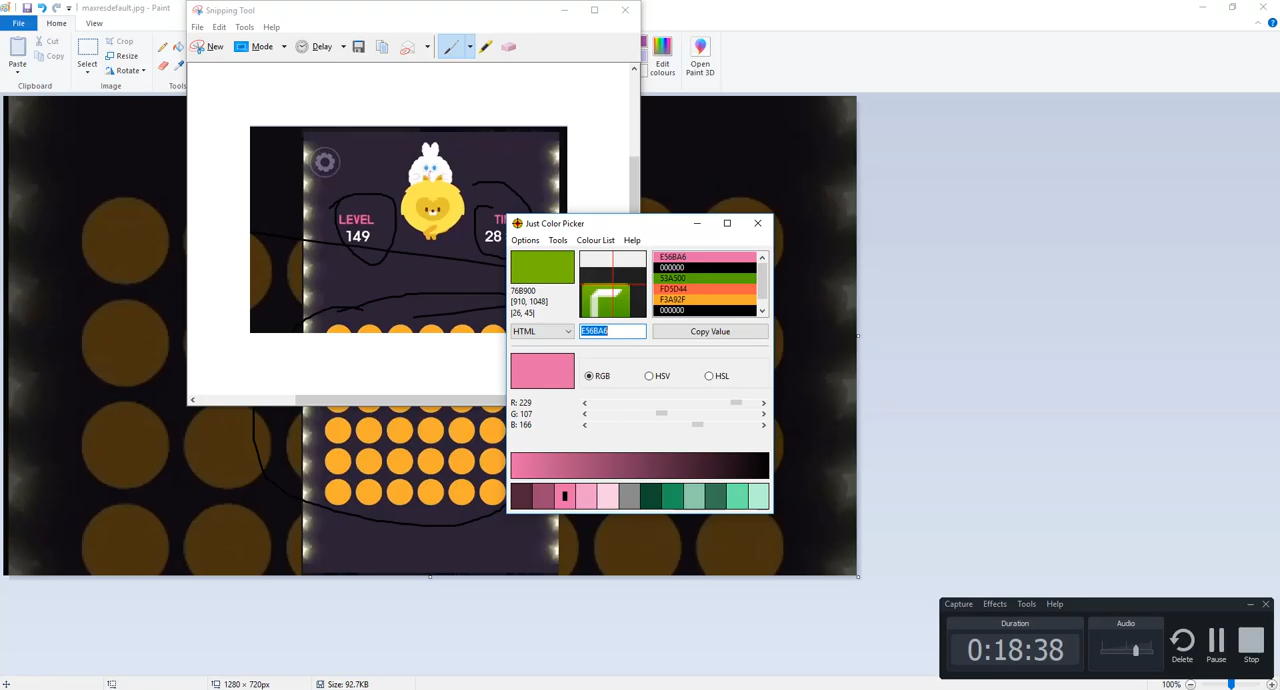 maxresdefault.jpg - Paint
File
Home
View
Paste
Cut
Copy
Clipboard
Select
Crop
Resize
Rotate
Image
Tools
Edit colours
Open Paint 3D
Snipping Tool
File Edit Tools Help
New
Mode
Delay
LEVEL
149
TI
28
Just Color Picker
Options Tools Colour List Help
76B900
[910, 1048]
|26, 45|
E56BA6
000000
53A500
FD5D44
F3A92F
000000
HTML
E56BA6
Copy Value
RGB
HSV
HSL
R: 229
G: 107
B: 166
Capture Effects Tools Help
Duration
0:18:38
Audio
Delete
Pause
Stop
1280 × 720px
Size: 92.7KB
100%